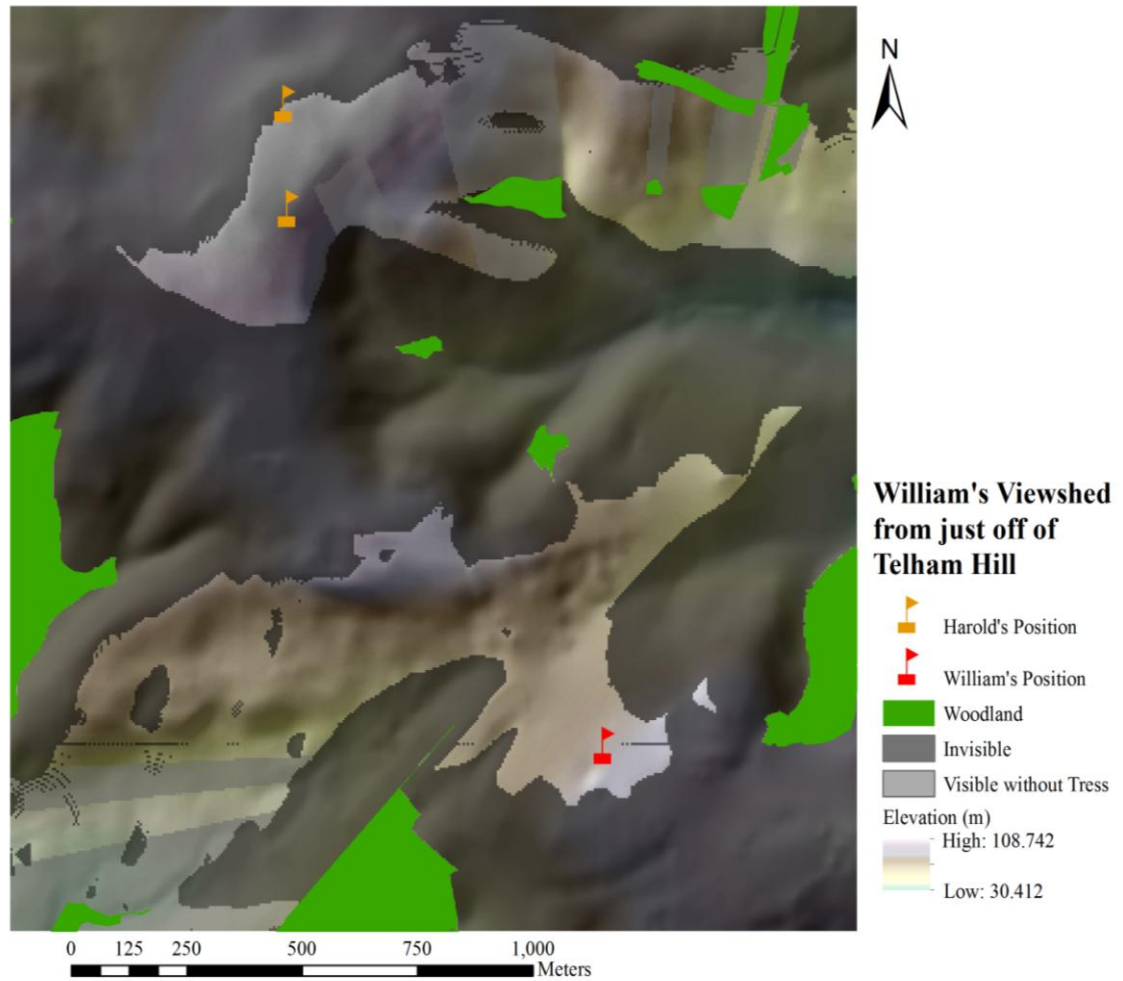 N
William's Viewshed
from just off of
Telham Hill
Harold's Position
William's Position
Woodland
Invisible
Visible without Tress
Elevation (m)
High: 108.742
Low: 30.412
0 125 250 500 750 1,000
Meters